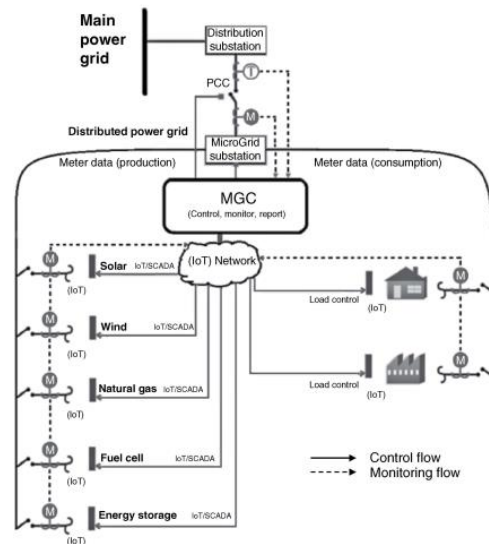 Main
power
grid
Distribution
substation
T
PCC
M
Distributed power grid
MicroGrid
substation
Meter data (production)
Meter data (consumption)
MGC
(Control, monitor, report)
(IoT) Network
M
Solar
IoT/SCADA
(IoT)
M
Load control
(IoT)
M
Wind
IoT/SCADA
(IoT)
M
Load control
(IoT)
M
Natural gas
IoT/SCADA
(IoT)
M
Fuel cell
IoT/SCADA
(IoT)
M
Energy storage
IoT/SCADA
(IoT)
Control flow
Monitoring flow